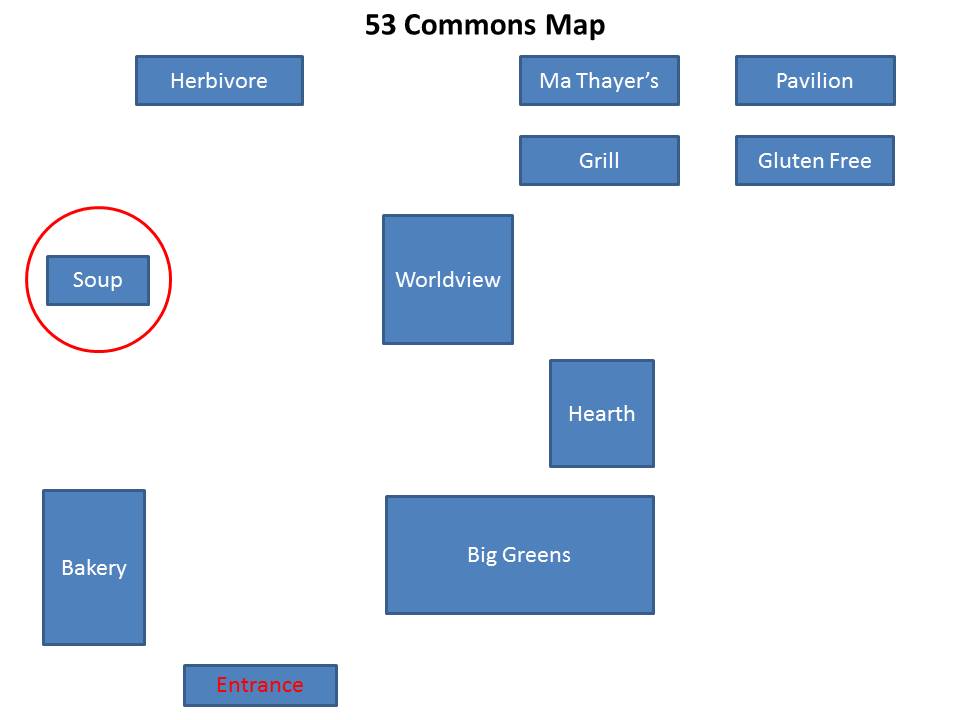 53 Commons Map
Herbivore
Ma Thayer’s
Pavilion
Grill
Gluten Free
Soup
Worldview
Hearth
Bakery
Big Greens
Entrance